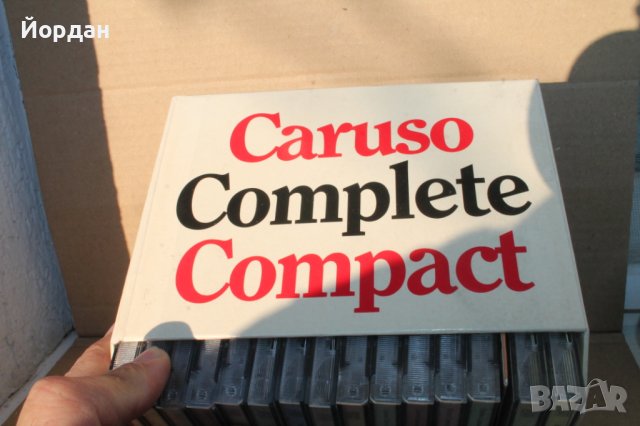 Йордан
Caruso
Complete
Compact
BAZAR